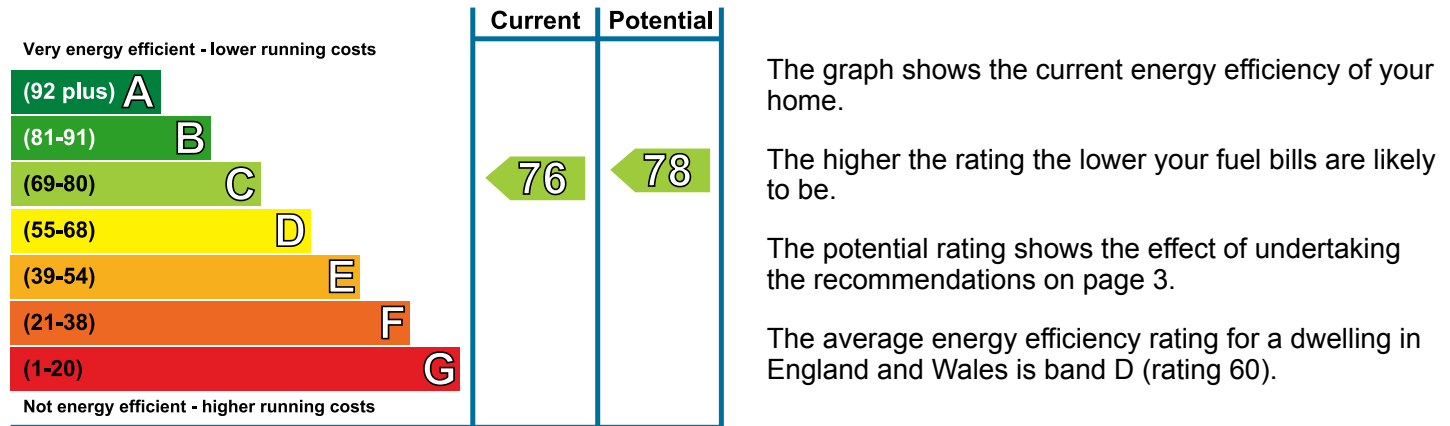 Current Potential
Very energy efficient - lower running costs
(92 plus) A
(81-91) B
(69-80) C
(55-68) D
(39-54) E
(21-38) F
(1-20) G
Not energy efficient - higher running costs
76 78
The graph shows the current energy efficiency of your
home.
The higher the rating the lower your fuel bills are likely
to be.
The potential rating shows the effect of undertaking
the recommendations on page 3.
The average energy efficiency rating for a dwelling in
England and Wales is band D (rating 60).